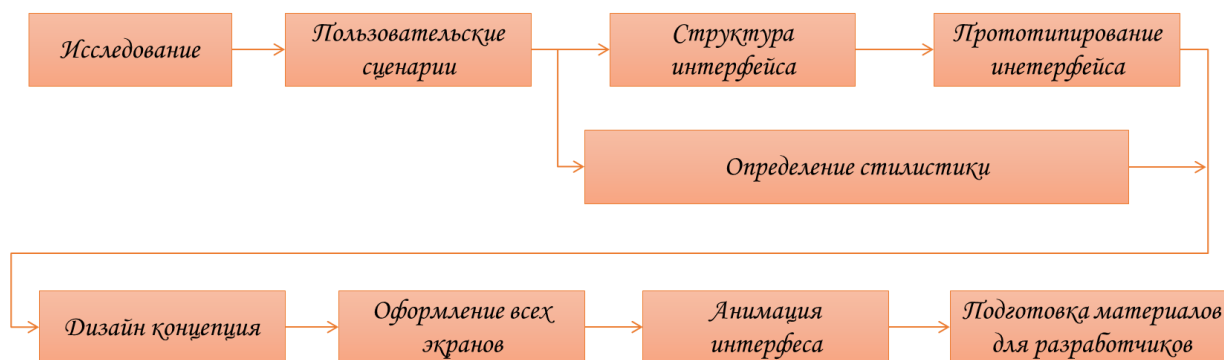 Исследование
Пользовательские
сценарии
Структура
интерфейса
Прототипирование
инетерфейса
Определение стилистики
Дизайн концепция
Оформление всех
экранов
Анимация
интерфеса
Подготовка материалов
для разработчиков